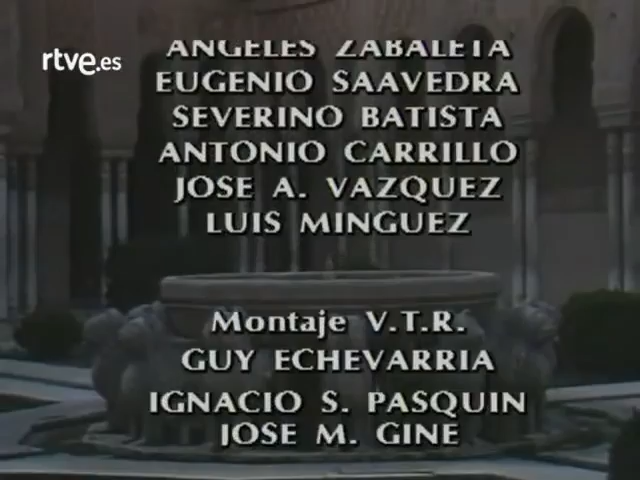 rtve.es
ANGELES ZABALETA
EUGENIO SAAVEDRA
SEVERINO BATISTA
ANTONIO CARRILLO
JOSE A. VAZQUEZ
LUIS MINGUEZ
Montaje V.T.R.
GUY ECHEVARRIA
IGNACIO S. PASQUIN
JOSE M. GINE